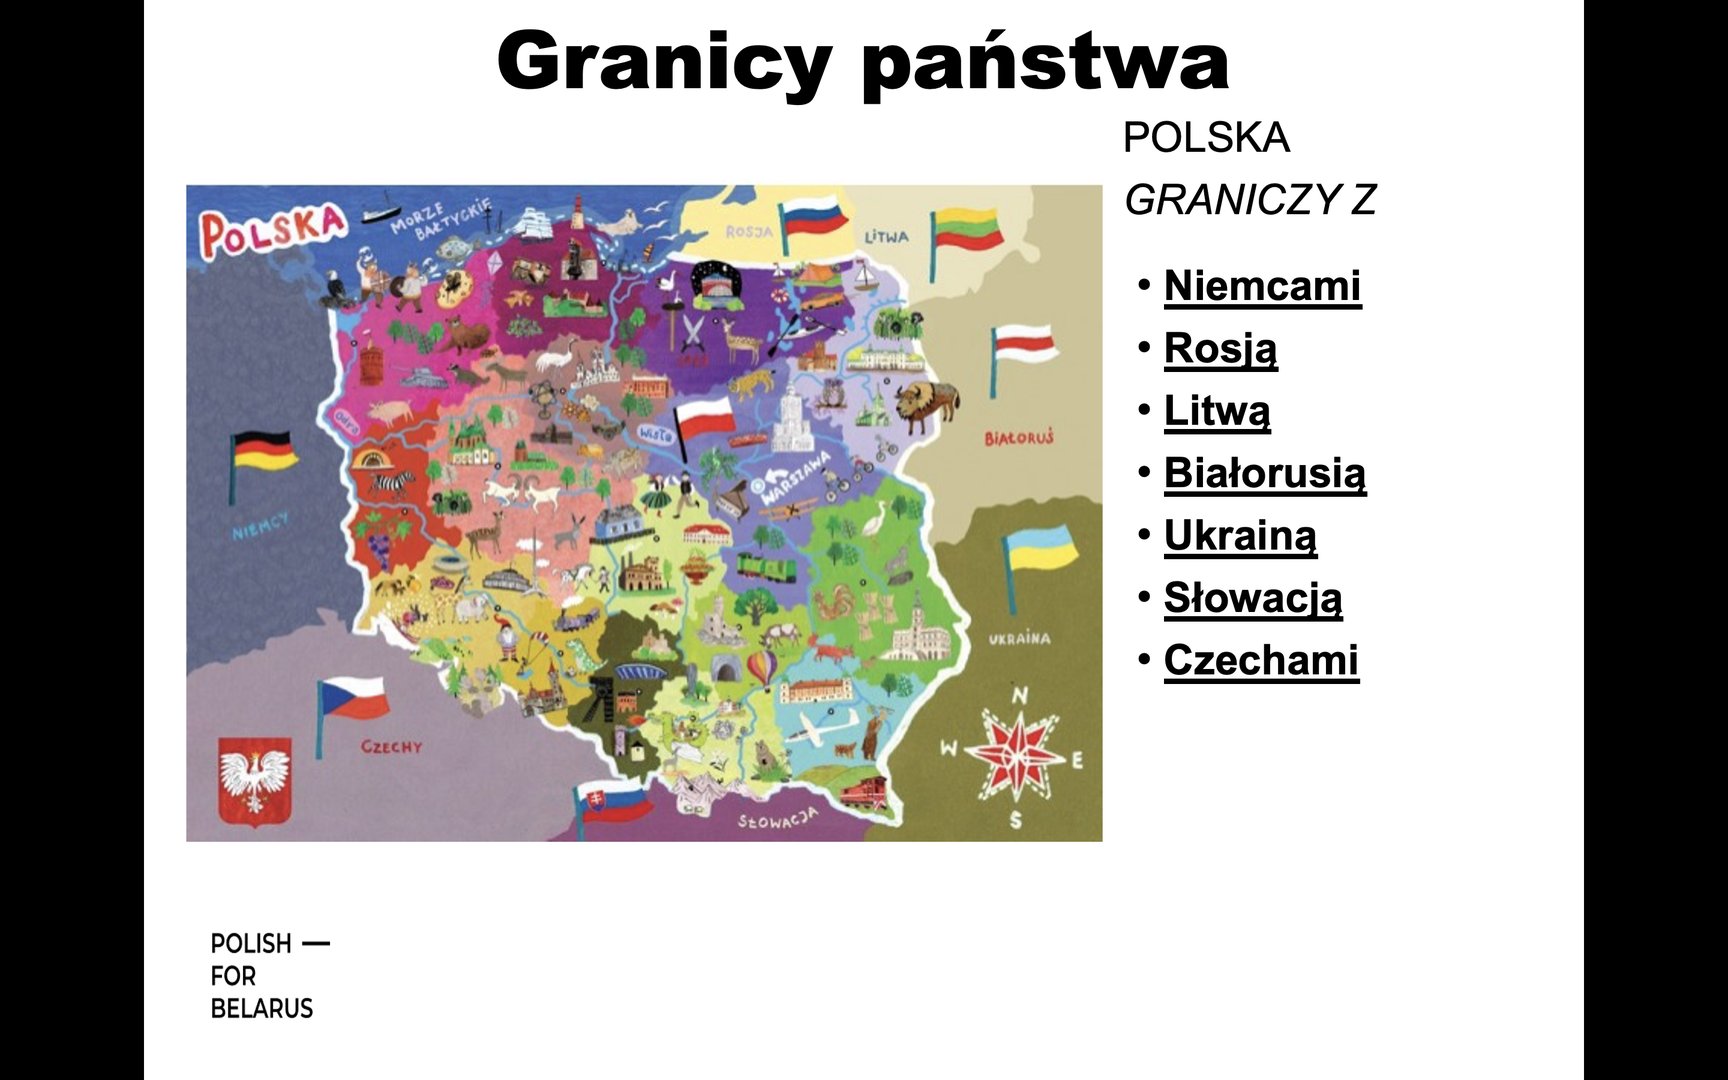 Granicy państwa
POLSKA
GRANICZY Z
• Niemcami
• Rosją
• Litwą
• Białorusią
• Ukrainą
• Słowacją
• Czechami
POLSKA
MORZE
BAŁTYCKIE
ROSJA
LITWA
BIAŁORUŚ
Odra
Wisła
WARSZAWA
NIEMCY
UKRAINA
CZECHY
SŁOWACJA
N
W
E
S
POLISH —
FOR
BELARUS